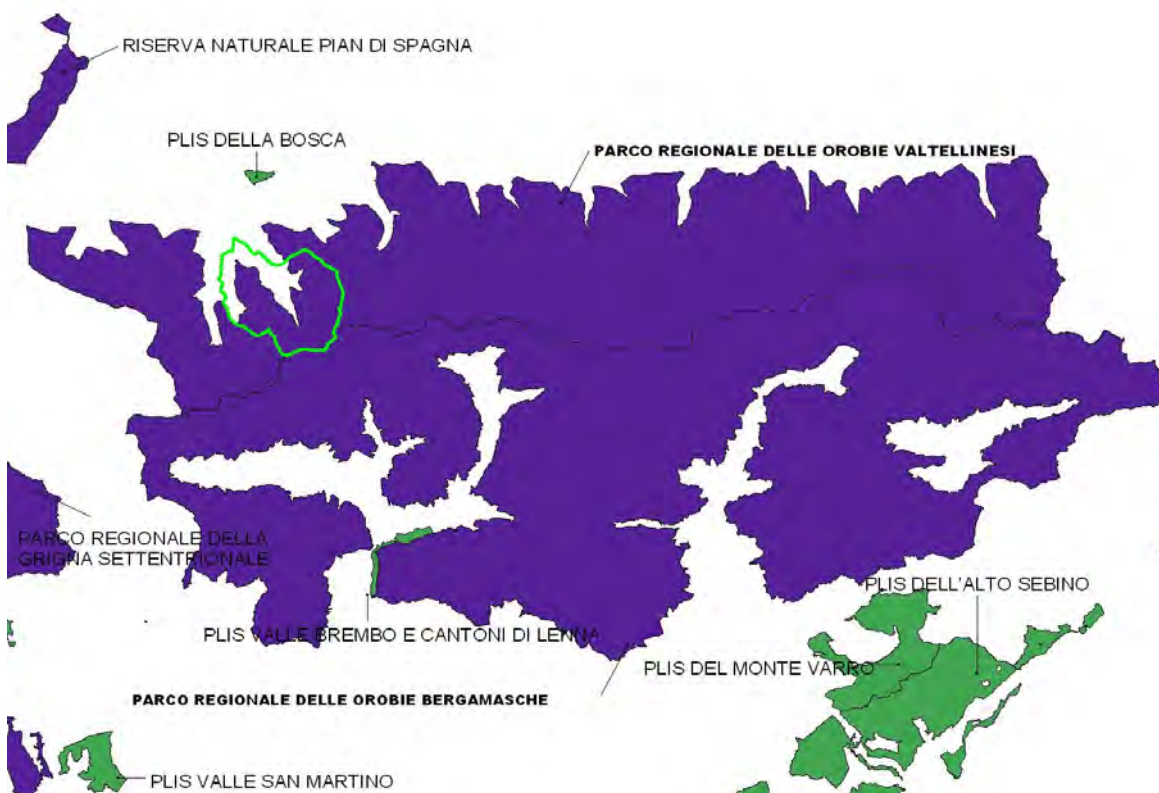 RISERVA NATURALE PIAN DI SPAGNA
PLIS DELLA BOSCA
PARCO REGIONALE DELLE OROBIE VALTELLINESI
PARCO REGIONALE DELLA
GRIGNA SETTENTRIONALE
PLIS DELL'ALTO SEBINO
PLIS VALLE BREMBO E CANTONI DI LENNA
PLIS DEL MONTE VARRO
PARCO REGIONALE DELLE OROBIE BERGAMASCHE
PLIS VALLE SAN MARTINO